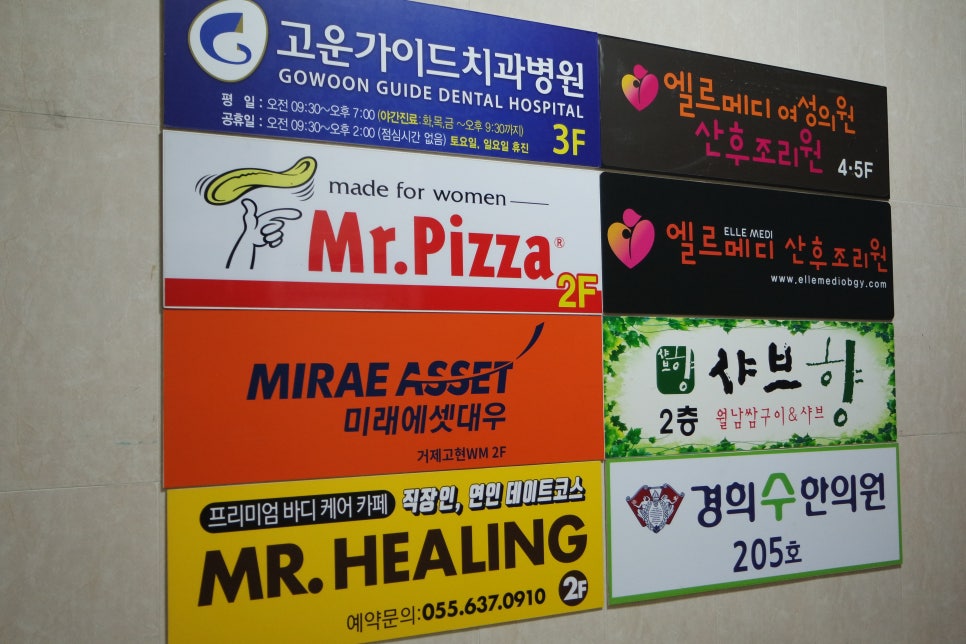 고운가이드치과병원
GOWOON GUIDE DENTAL HOSPITAL
평 일 : 오전 09:30~오후 7:00 (야간진료: 화,목,금 ~오후 9:30까지)
공휴일 : 오전 09:30~오후 2:00 (점심시간 없음) 토요일, 일요일 휴진
3F
made for women
Mr.Pizza®
2F
MIRAE ASSET
미래에셋대우
거제고현WM 2F
프리미엄 바디 케어 카페 직장인, 연인 데이트코스
MR. HEALING
예약문의:055.637.0910 2F
엘르메디 여성의원
산후조리원 4·5F
ELLE MEDI
엘르메디 산후조리원
www.ellemediobgy.com
샤브향 샤브향
2층 월남쌈구이&샤브
경희수한의원
205호